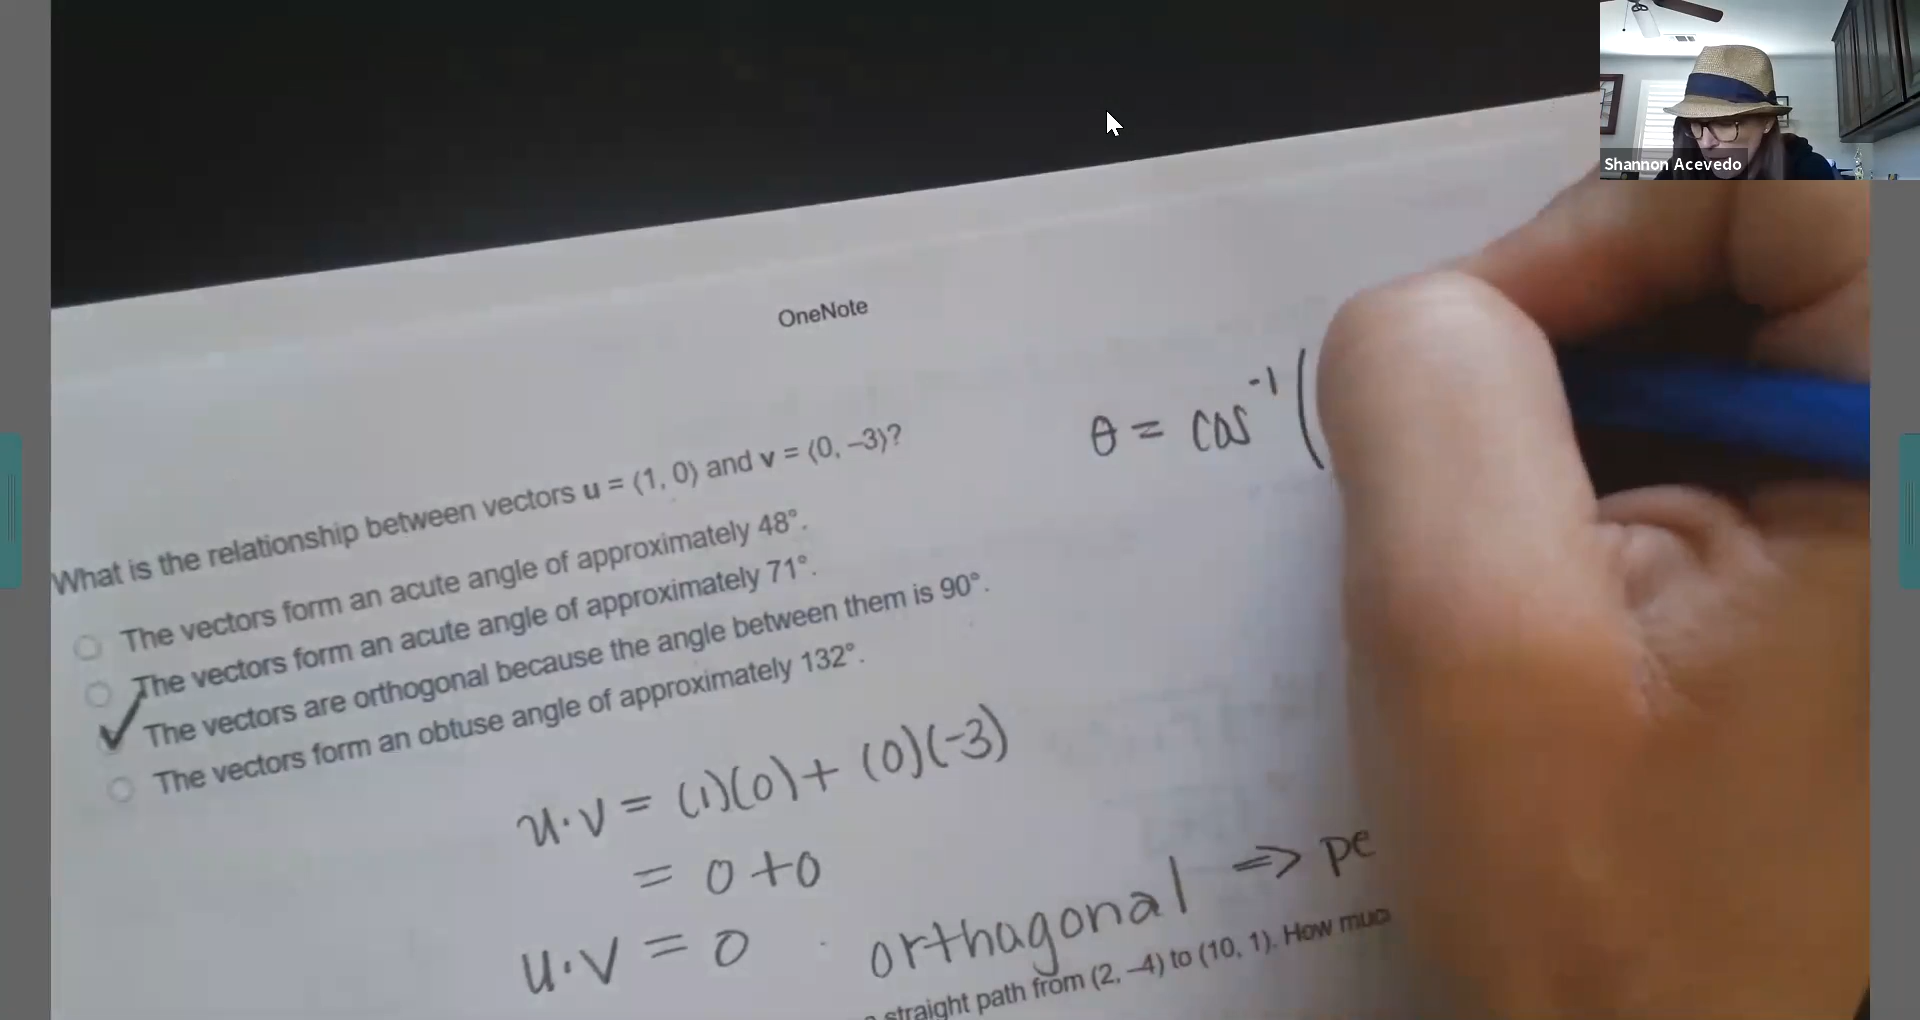 Shannon Acevedo
OneNote
θ = cos⁻¹(
What is the relationship between vectors u = ⟨1, 0⟩ and v = ⟨0, –3⟩?
The vectors form an acute angle of approximately 48°.
The vectors form an acute angle of approximately 71°.
The vectors are orthogonal because the angle between them is 90°.
The vectors form an obtuse angle of approximately 132°.
u·v = (1)(0) + (0)(-3)
= 0 + 0
u·v = 0 orthagonal => pe
straight path from (2, –4) to (10, 1). How muc